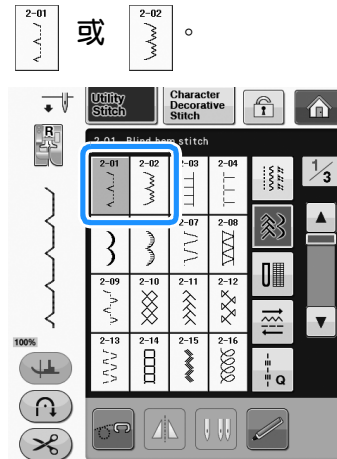 2-01 或 2-02 。
Utility Stitch
Character Decorative Stitch
R
2-01 Blind hem stitch
2-01 2-02 2-03 2-04
1/3
2-07 2-08
2-09 2-10 2-11 2-12
100%
2-13 2-14 2-15 2-16
Q